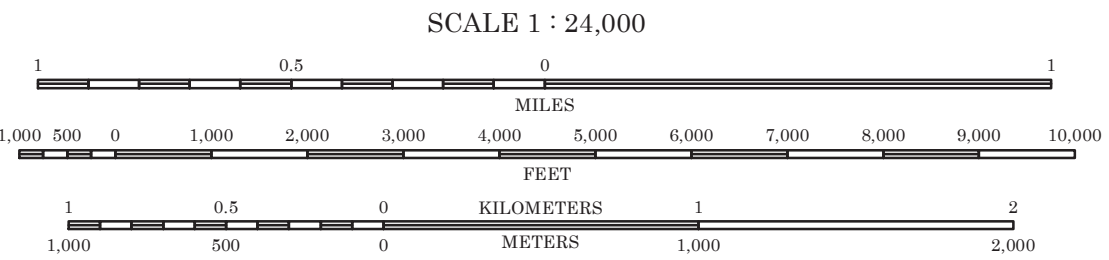 SCALE 1 : 24,000
1 0.5 0 1
MILES
1,000 500 0 1,000 2,000 3,000 4,000 5,000 6,000 7,000 8,000 9,000 10,000
FEET
1 0.5 0 KILOMETERS 1 2
1,000 500 0 METERS 1,000 2,000